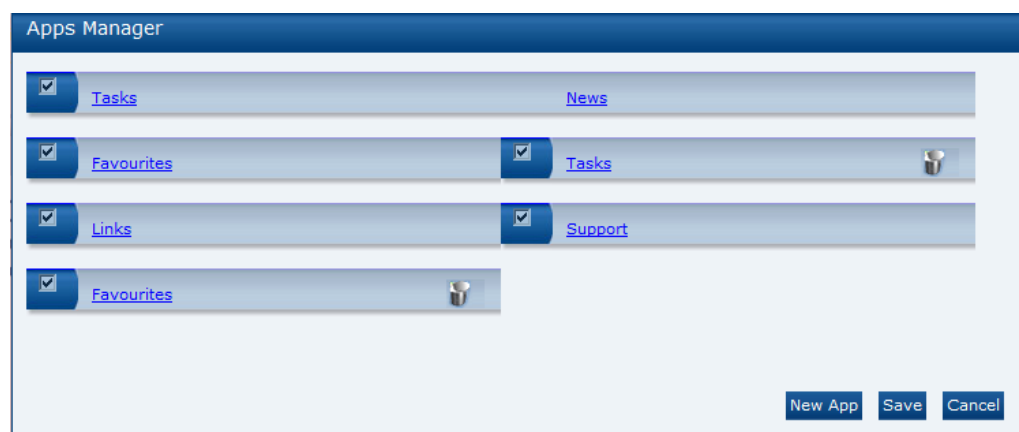 Apps Manager
Tasks News
Favourites Tasks
Links Support
Favourites
New App Save Cancel